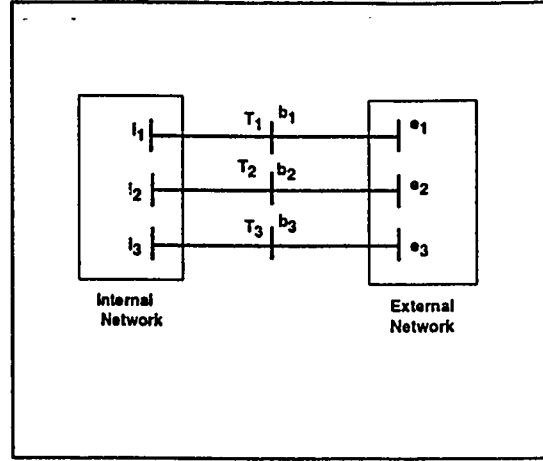 I1 T1 b1 e1
I2 T2 b2 e2
I3 T3 b3 e3
Internal Network
External Network